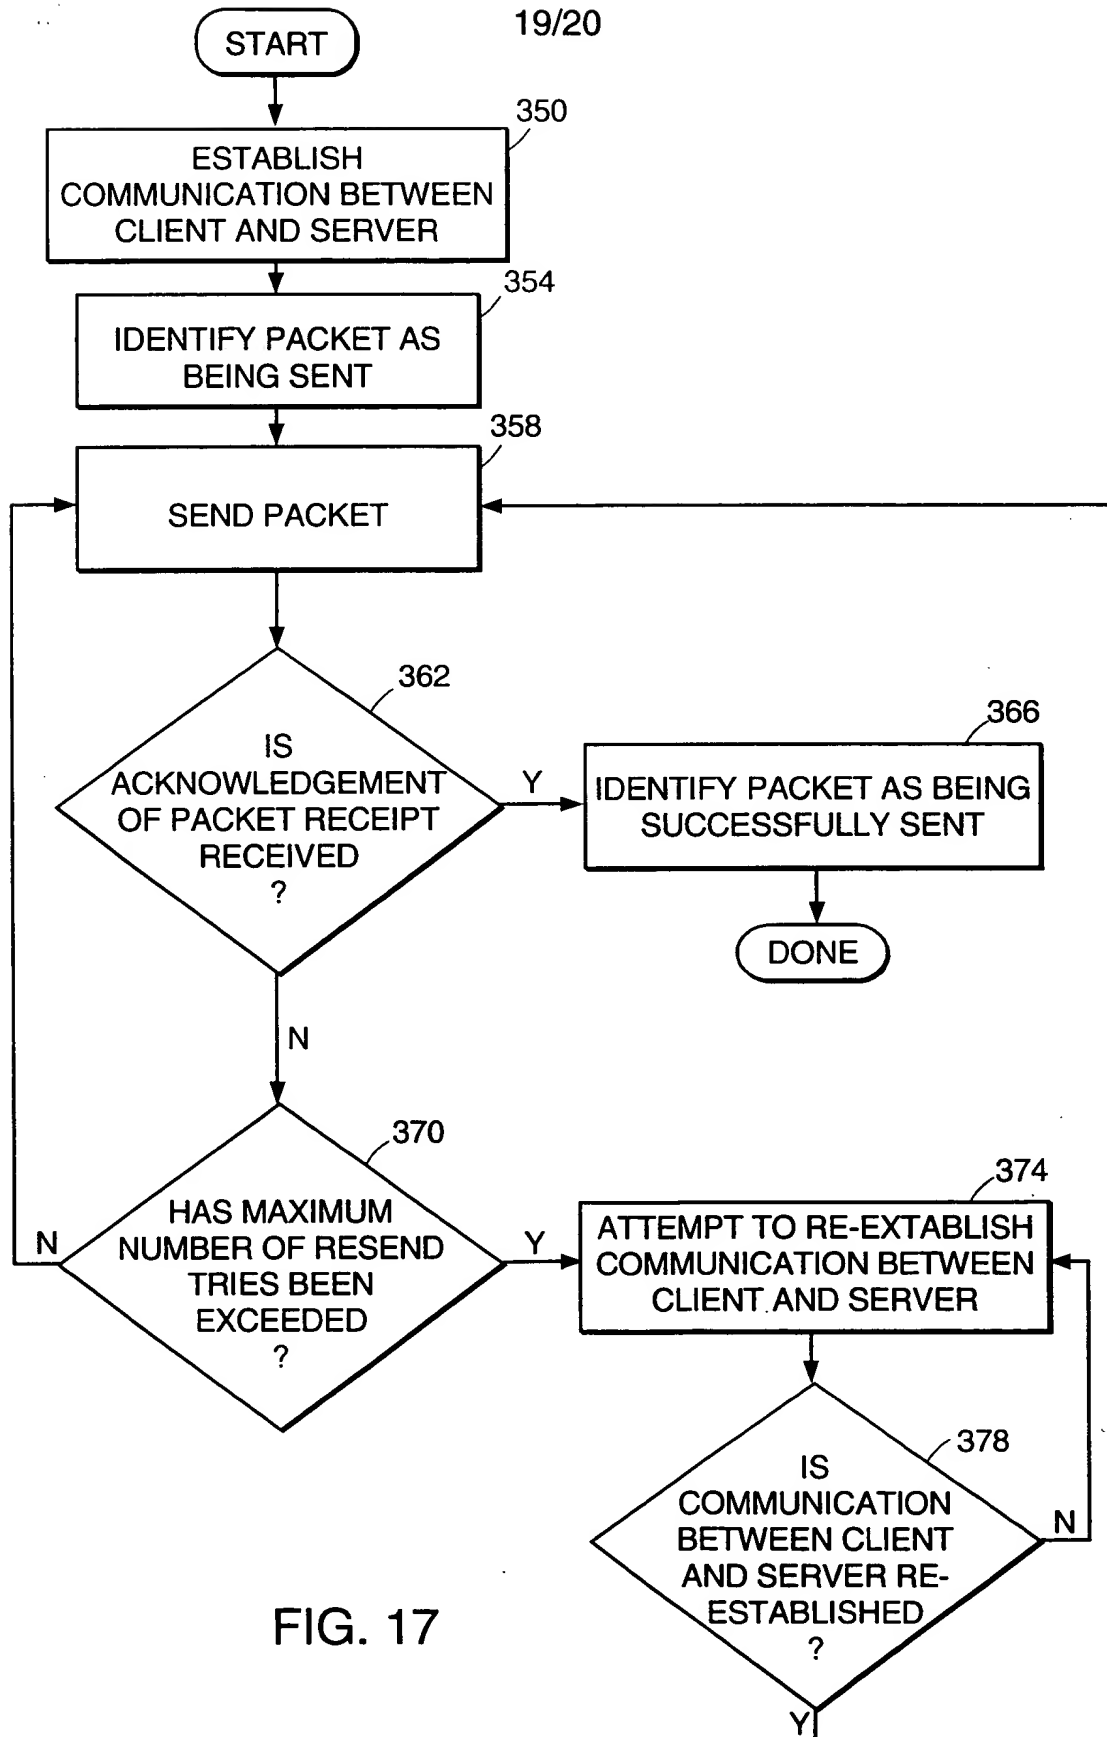 19/20
START
350
ESTABLISH
COMMUNICATION BETWEEN
CLIENT AND SERVER
354
IDENTIFY PACKET AS
BEING SENT
358
SEND PACKET
362
IS
ACKNOWLEDGEMENT
OF PACKET RECEIPT
RECEIVED
?
Y
366
IDENTIFY PACKET AS BEING
SUCCESSFULLY SENT
DONE
N
370
HAS MAXIMUM
NUMBER OF RESEND
TRIES BEEN
EXCEEDED
?
N
Y
374
ATTEMPT TO RE-EXTABLISH
COMMUNICATION BETWEEN
CLIENT AND SERVER
378
IS
COMMUNICATION
BETWEEN CLIENT
AND SERVER RE-
ESTABLISHED
?
N
Y
FIG. 17